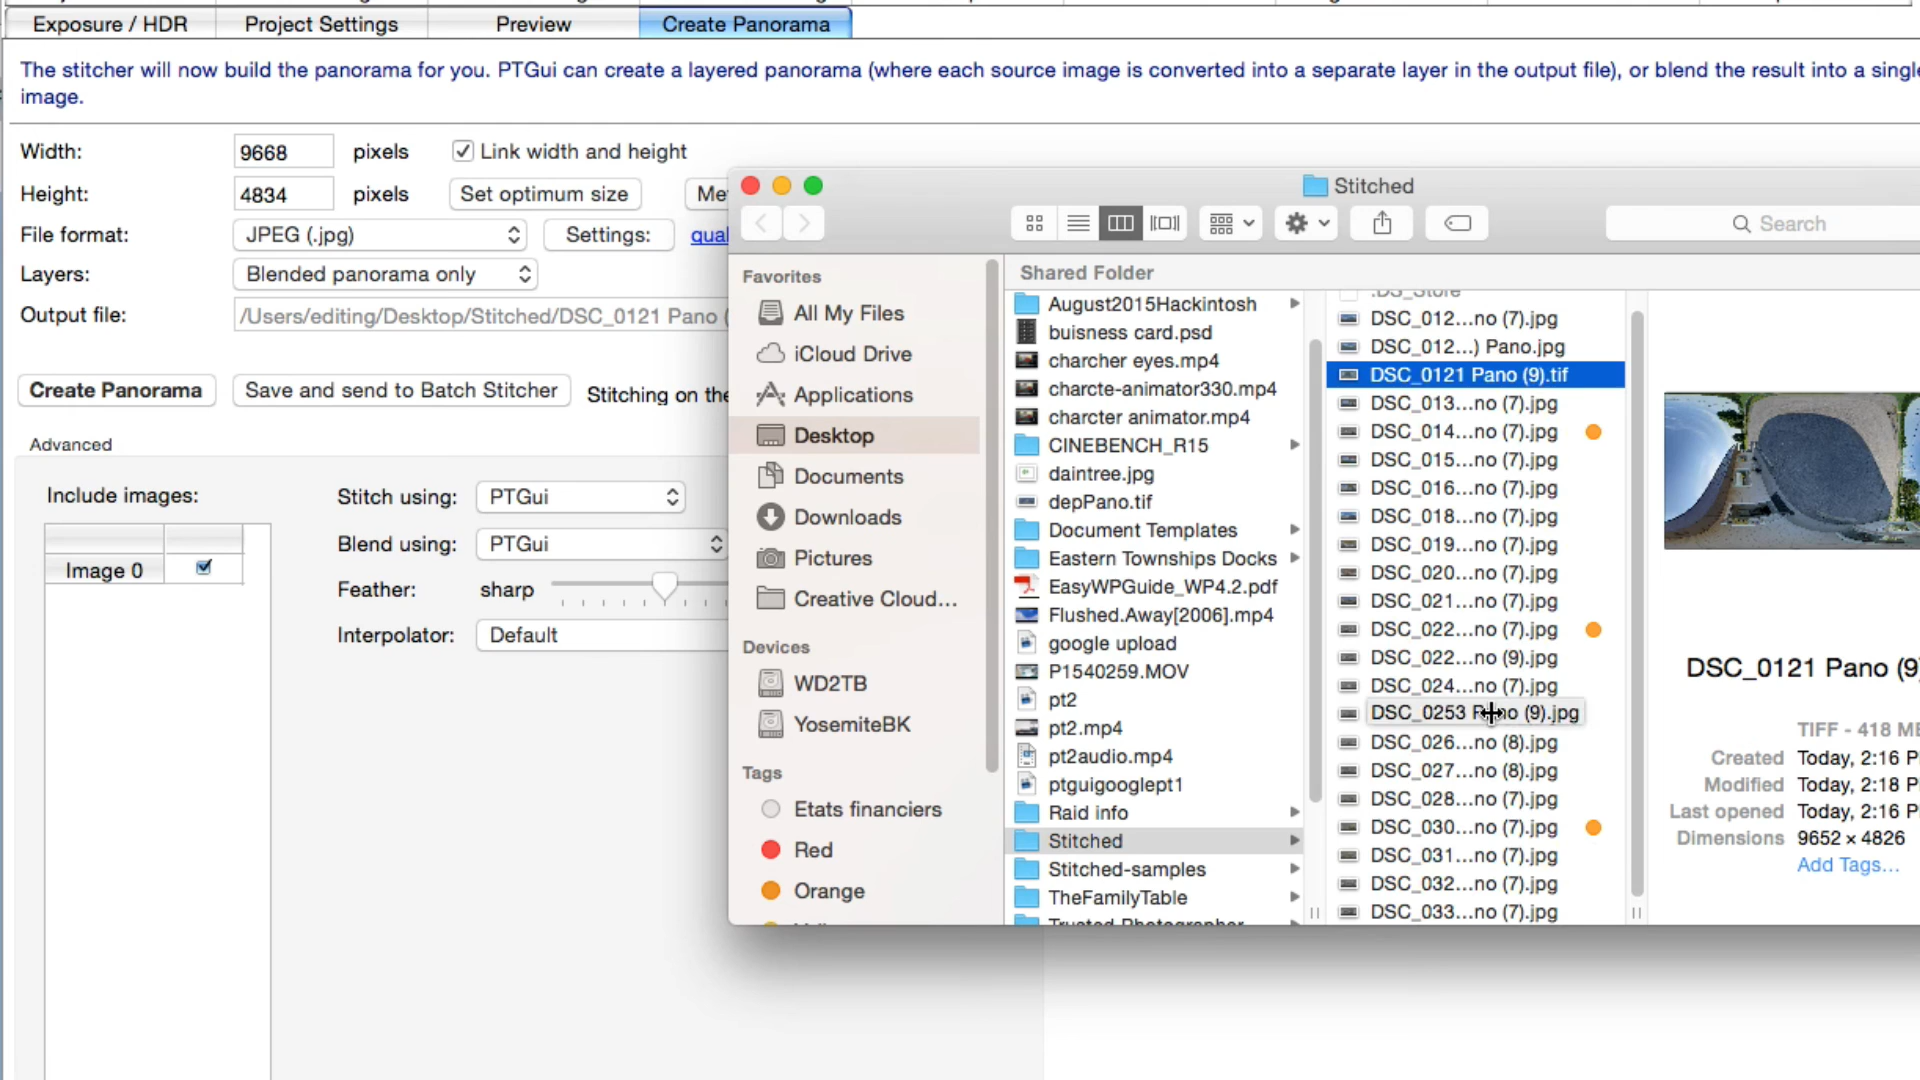 Exposure / HDR
Project Settings
Preview
Create Panorama
The stitcher will now build the panorama for you. PTGui can create a layered panorama (where each source image is converted into a separate layer in the output file), or blend the result into a single
image.
Width:
9668
pixels
Link width and height
Height:
4834
pixels
Set optimum size
File format:
JPEG (.jpg)
Settings:
Layers:
Blended panorama only
Output file:
/Users/editing/Desktop/Stitched/DSC_0121 Pano (
Create Panorama
Save and send to Batch Stitcher
Stitching on the
Advanced
Include images:
Image 0
Stitch using:
PTGui
Blend using:
PTGui
Feather:
sharp
Interpolator:
Default
Stitched
Search
Favorites
All My Files
iCloud Drive
Applications
Desktop
Documents
Downloads
Pictures
Creative Cloud...
Devices
WD2TB
YosemiteBK
Tags
Etats financiers
Red
Orange
Shared Folder
August2015Hackintosh
buisness card.psd
charcher eyes.mp4
charcte-animator330.mp4
charcter animator.mp4
CINEBENCH_R15
daintree.jpg
depPano.tif
Document Templates
Eastern Townships Docks
EasyWPGuide_WP4.2.pdf
Flushed.Away[2006].mp4
google upload
P1540259.MOV
pt2
pt2.mp4
pt2audio.mp4
ptguigooglept1
Raid info
Stitched
Stitched-samples
TheFamilyTable
Trusted Photographer
.DS_Store
DSC_012...no (7).jpg
DSC_012...) Pano.jpg
DSC_0121 Pano (9).tif
DSC_013...no (7).jpg
DSC_014...no (7).jpg
DSC_015...no (7).jpg
DSC_016...no (7).jpg
DSC_018...no (7).jpg
DSC_019...no (7).jpg
DSC_020...no (7).jpg
DSC_021...no (7).jpg
DSC_022...no (7).jpg
DSC_022...no (9).jpg
DSC_024...no (7).jpg
DSC_0253 Pano (9).jpg
DSC_026...no (8).jpg
DSC_027...no (8).jpg
DSC_028...no (7).jpg
DSC_030...no (7).jpg
DSC_031...no (7).jpg
DSC_032...no (7).jpg
DSC_033...no (7).jpg
DSC_0121 Pano (9)
TIFF - 418 MB
Created Today, 2:16 P
Modified Today, 2:18 P
Last opened Today, 2:16 P
Dimensions 9652 × 4826
Add Tags...